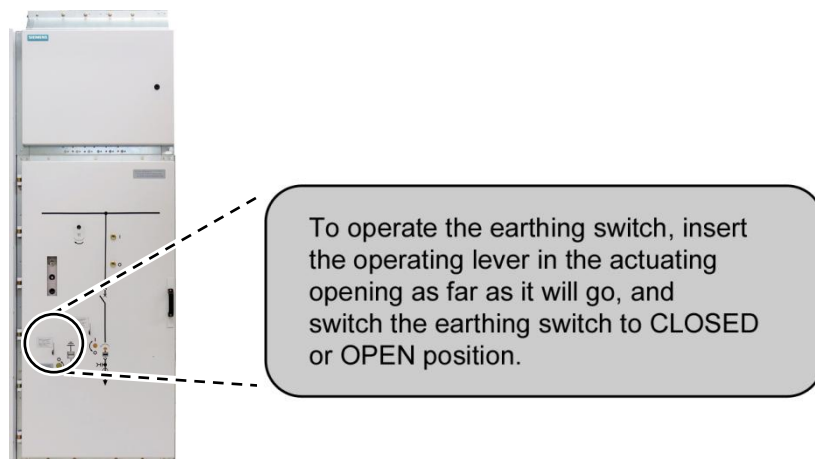 SIEMENS
To operate the earthing switch, insert
the operating lever in the actuating
opening as far as it will go, and
switch the earthing switch to CLOSED
or OPEN position.